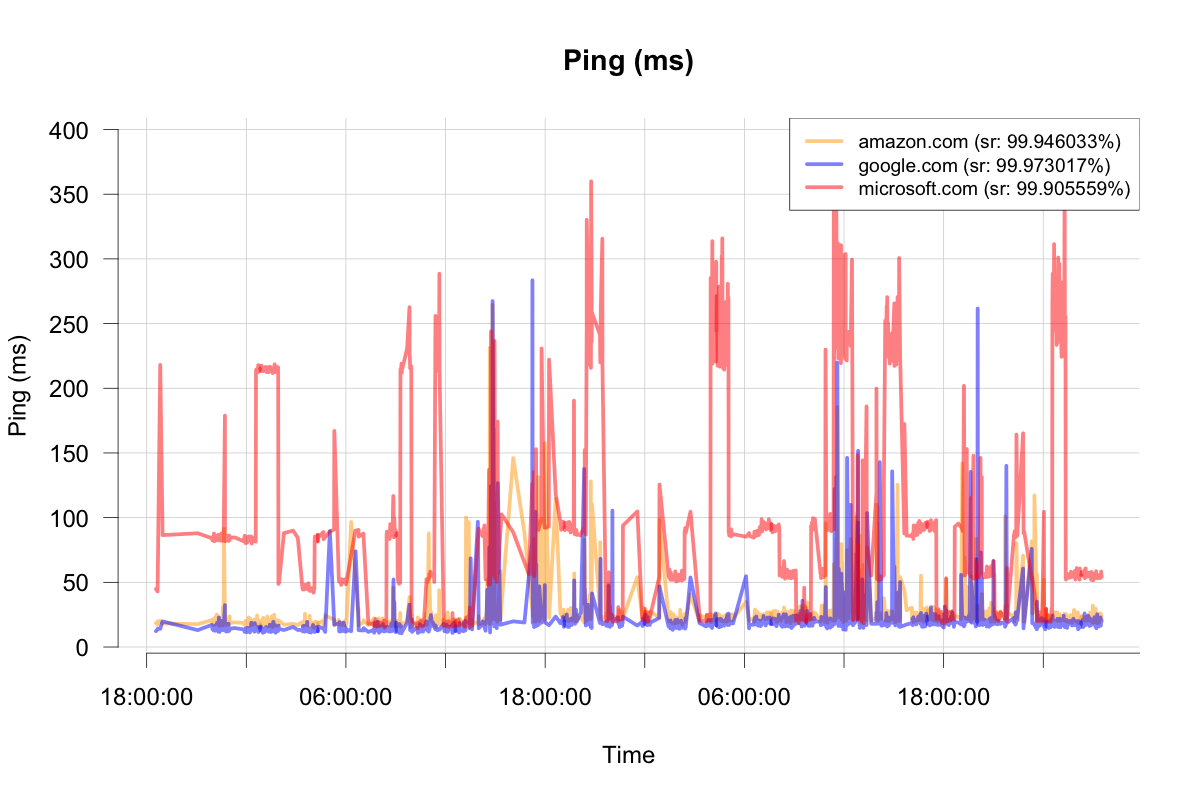 Ping (ms)
400
350
300
250
200
150
100
50
0
Ping (ms)
amazon.com (sr: 99.946033%)
google.com (sr: 99.973017%)
microsoft.com (sr: 99.905559%)
18:00:00 06:00:00 18:00:00 06:00:00 18:00:00
Time